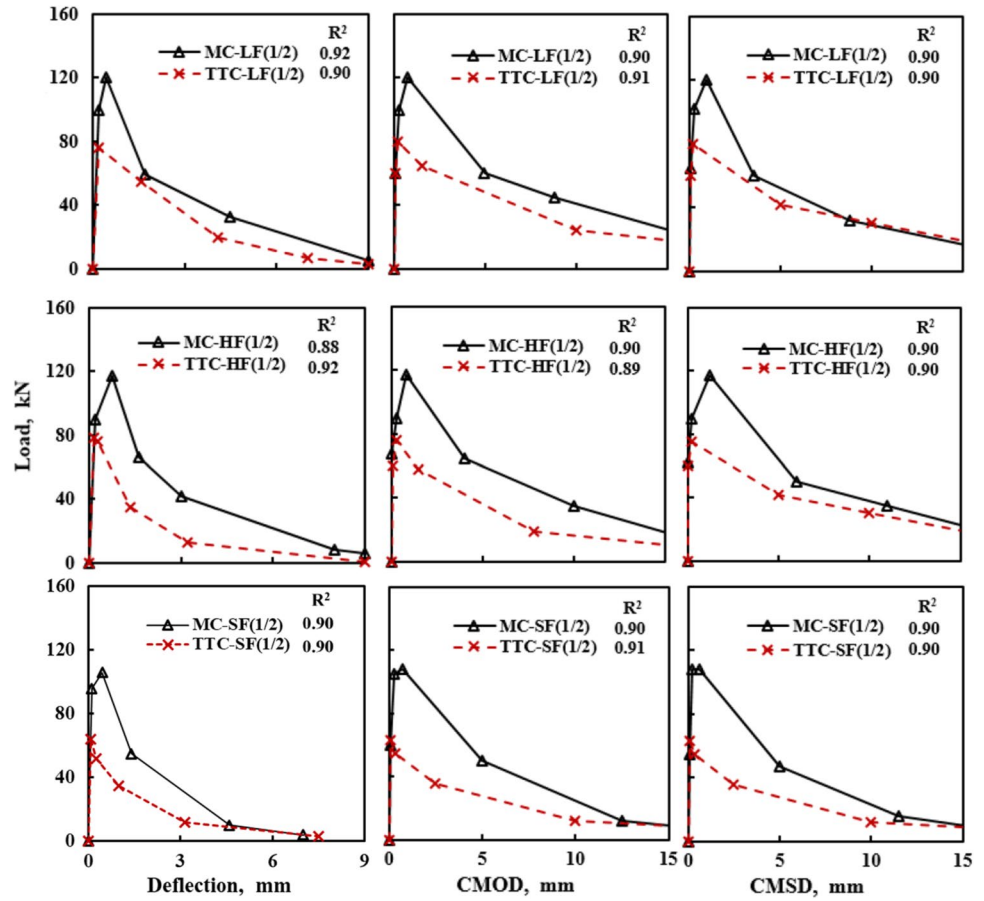 160
120
80
40
0
R²
MC-LF(1/2) 0.92
TTC-LF(1/2) 0.90
R²
MC-LF(1/2) 0.90
TTC-LF(1/2) 0.91
R²
MC-LF(1/2) 0.90
TTC-LF(1/2) 0.90
Load, kN
160
120
80
40
0
R²
MC-HF(1/2) 0.88
TTC-HF(1/2) 0.92
R²
MC-HF(1/2) 0.90
TTC-HF(1/2) 0.89
R²
MC-HF(1/2) 0.90
TTC-HF(1/2) 0.90
160
120
80
40
0
R²
MC-SF(1/2) 0.90
TTC-SF(1/2) 0.90
R²
MC-SF(1/2) 0.90
TTC-SF(1/2) 0.91
R²
MC-SF(1/2) 0.90
TTC-SF(1/2) 0.90
0 3 6 9
0 5 10 15
0 5 10 15
Deflection, mm
CMOD, mm
CMSD, mm